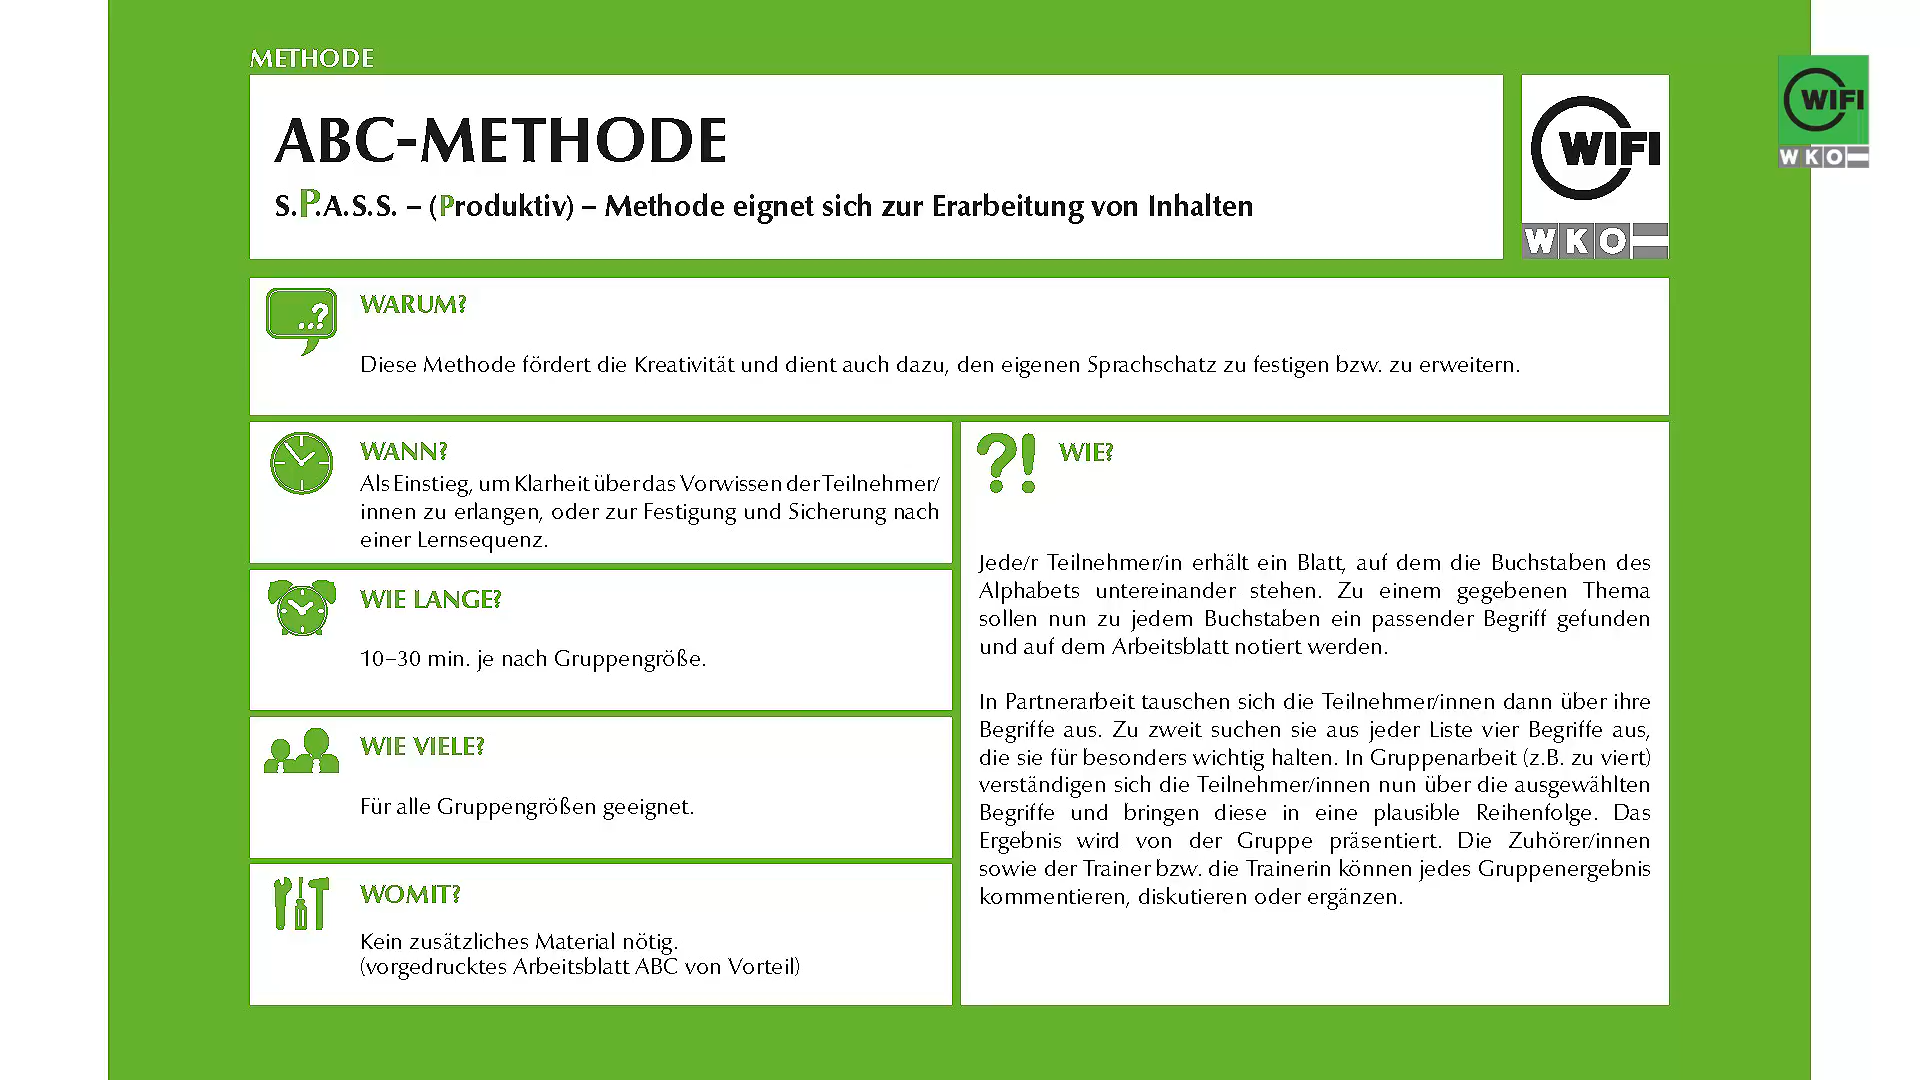 METHODE
ABC-METHODE
S.P.A.S.S. – (Produktiv) – Methode eignet sich zur Erarbeitung von Inhalten
WIFI
WKO
WIFI
WKO
..?
WARUM?
Diese Methode fördert die Kreativität und dient auch dazu, den eigenen Sprachschatz zu festigen bzw. zu erweitern.
WANN?
Als Einstieg, um Klarheit über das Vorwissen der Teilnehmer/
innen zu erlangen, oder zur Festigung und Sicherung nach
einer Lernsequenz.
WIE LANGE?
10–30 min. je nach Gruppengröße.
WIE VIELE?
Für alle Gruppengrößen geeignet.
WOMIT?
Kein zusätzliches Material nötig.
(vorgedrucktes Arbeitsblatt ABC von Vorteil)
?!
WIE?
Jede/r Teilnehmer/in erhält ein Blatt, auf dem die Buchstaben des
Alphabets untereinander stehen. Zu einem gegebenen Thema
sollen nun zu jedem Buchstaben ein passender Begriff gefunden
und auf dem Arbeitsblatt notiert werden.
In Partnerarbeit tauschen sich die Teilnehmer/innen dann über ihre
Begriffe aus. Zu zweit suchen sie aus jeder Liste vier Begriffe aus,
die sie für besonders wichtig halten. In Gruppenarbeit (z.B. zu viert)
verständigen sich die Teilnehmer/innen nun über die ausgewählten
Begriffe und bringen diese in eine plausible Reihenfolge. Das
Ergebnis wird von der Gruppe präsentiert. Die Zuhörer/innen
sowie der Trainer bzw. die Trainerin können jedes Gruppenergebnis
kommentieren, diskutieren oder ergänzen.